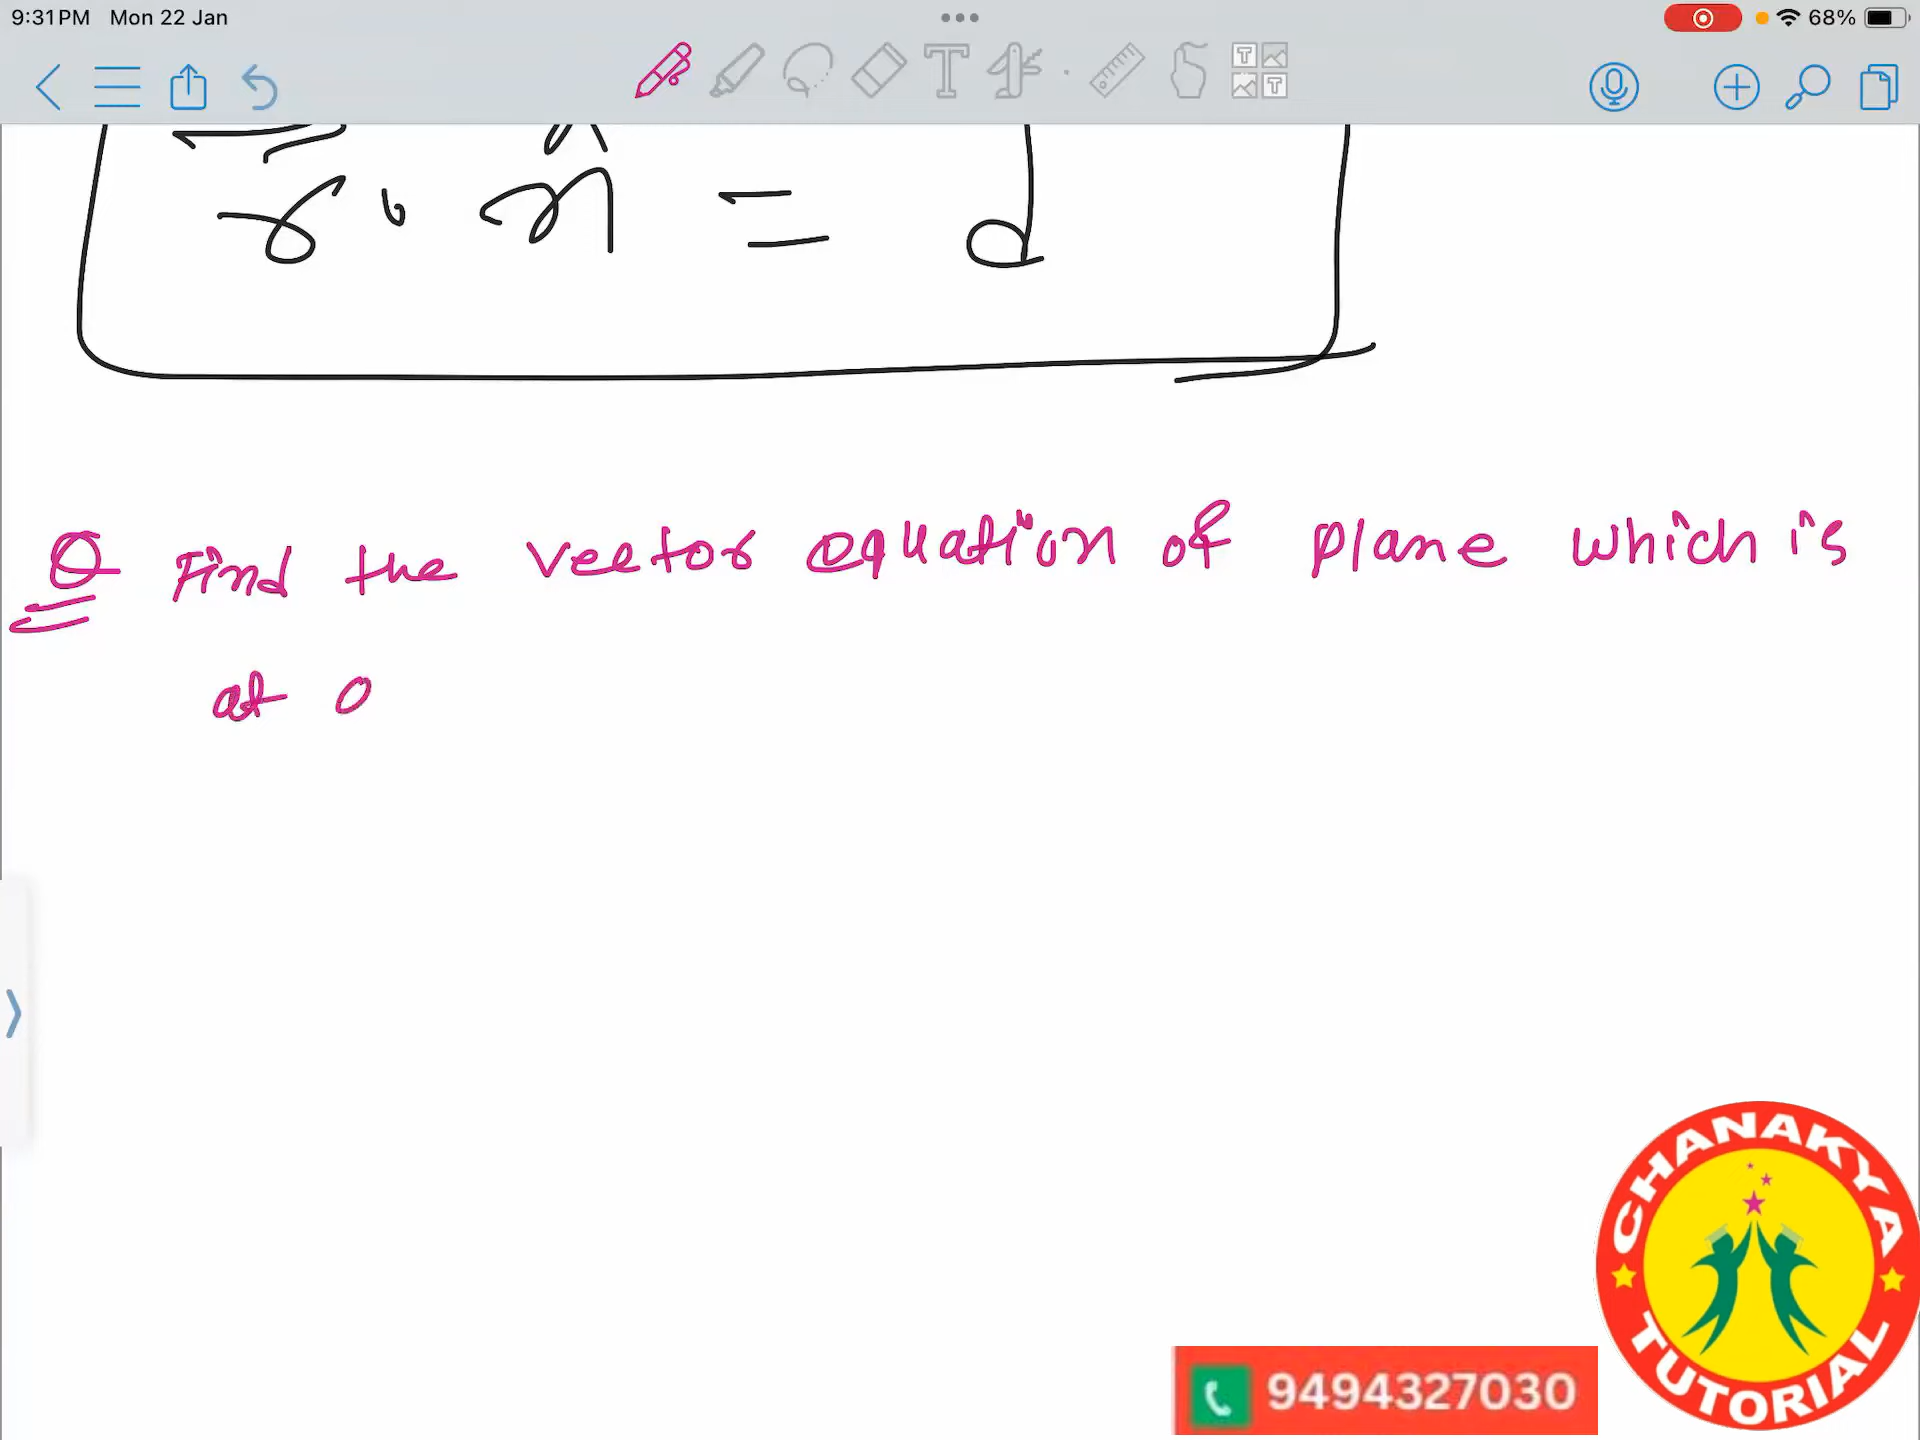 9:31 PM Mon 22 Jan 68%
r · n = d
Q Find the vector equation of plane which is
at o
CHANAKYA
TUTORIAL
9494327030